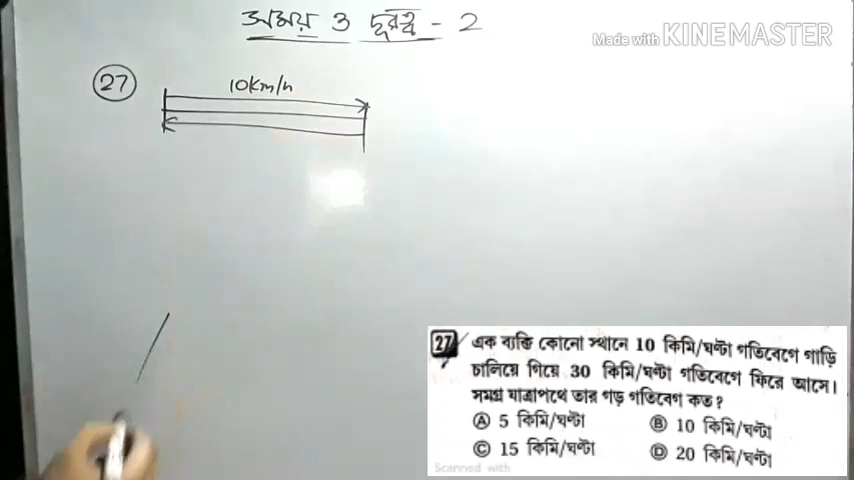 সময় ও দূরত্ব - 2
Made with KINEMASTER
27
10km/h
27 এক ব্যক্তি কোনো স্থানে 10 কিমি/ঘণ্টা গতিবেগে গাড়ি
চালিয়ে গিয়ে 30 কিমি/ঘণ্টা গতিবেগে ফিরে আসে।
সমগ্র যাত্রাপথে তার গড় গতিবেগ কত?
A 5 কিমি/ঘণ্টা B 10 কিমি/ঘণ্টা
C 15 কিমি/ঘণ্টা D 20 কিমি/ঘণ্টা
Scanned with